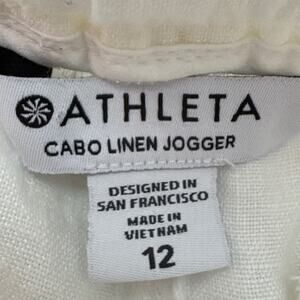 ATHLETA
CABO LINEN JOGGER
DESIGNED IN
SAN FRANCISCO
MADE IN
VIETNAM
12